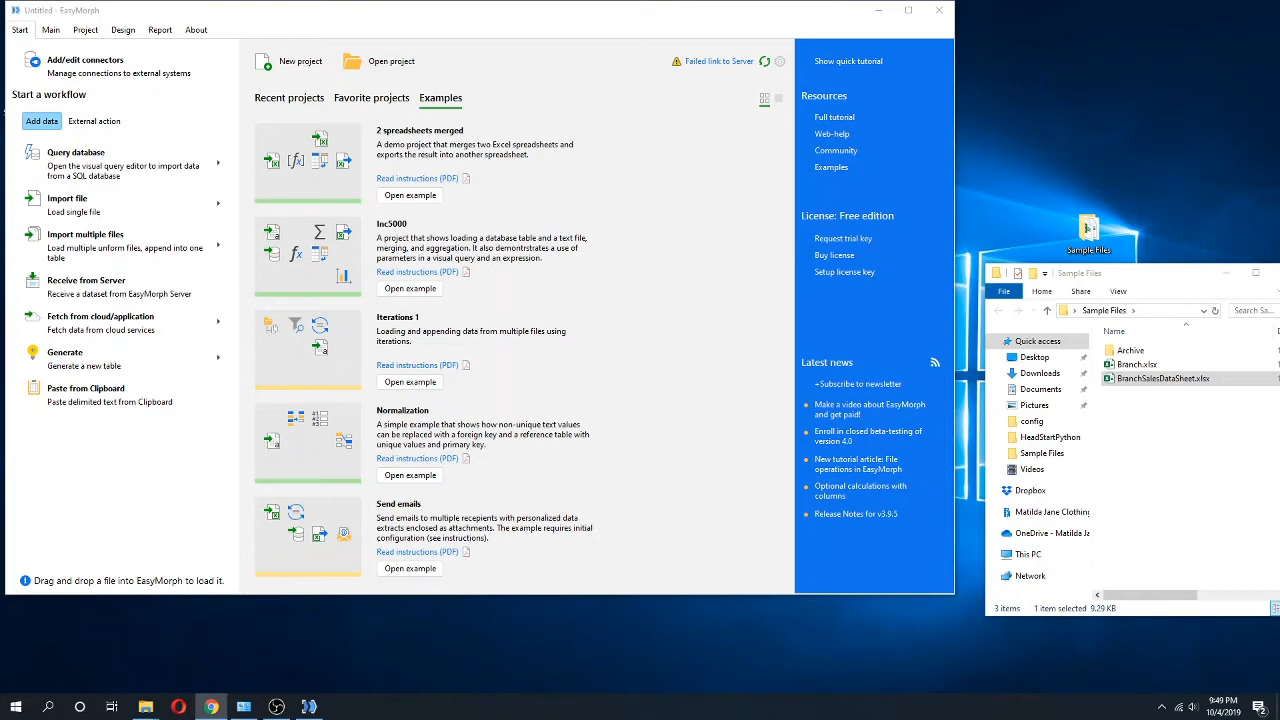 Untitled - EasyMorph
Start Main Project Design Report About
Add/edit connectors
Manage connections to external systems
Start a workflow
Add data External action
Query database
Open the visual query editor to import data
from a SQL database
Import file
Load single file
Import multiple files
Load multiple unform files, append into one
table
Receive from Server
Receive a dataset from EasyMorph Server
Fetch from cloud/application
Fetch data from cloud services
Generate
Generate a new table
Paste from Clipboard
Paste delimited text from Clipboard
Drag and drop a file into EasyMorph to load it.
New project
Open project
Failed link to Server
Recent projects Favorite projects Examples
2 spreadsheets merged
A demo project that merges two Excel spreadsheets and
exports the result into another spreadsheet.
Read instructions (PDF)
Open example
Inc5000
A project that shows loading a database table and a text file,
merging, and aggregation. It also demontsrates a use of
parameters in a visual query and an expression.
Read instructions (PDF)
Open example
Iterations 1
Loading and appending data from multiple files using
iterations.
Read instructions (PDF)
Open example
Normalization
A simple example that shows how non-unique text values
can be replaced with a foreign key and a reference table with
unique values and primary key.
Read instructions (PDF)
Open example
Send emails
Send emails to multiple recepients with personalized data
extracts enclosed as attachments. The example requires initial
configuration (see instructions).
Read instructions (PDF)
Open example
Show quick tutorial
Resources
Full tutorial
Web-help
Community
Examples
License: Free edition
Request trial key
Buy license
Setup license key
Latest news
+Subscribe to newsletter
Make a video about EasyMorph
and get paid!
Enroll in closed beta-testing of
version 4.0
New tutorial article: File
operations in EasyMorph
Optional calculations with
columns
Release Notes for v3.9.5
Sample Files
Sample Files
File Home Share View
Sample Files
Search Sa...
Name
Quick access
Desktop
Downloads
Documents
Pictures
config
HeadStartPython
Sample Files
Videos
Dropbox
Matilda Jane Clothing
OneDrive - Matilda Ja
This PC
Network
Archive
Branch.xlsx
BranchSalesDataSheet.xlsx
3 items 1 item selected 9.29 KB
9:49 PM
10/4/2019
2